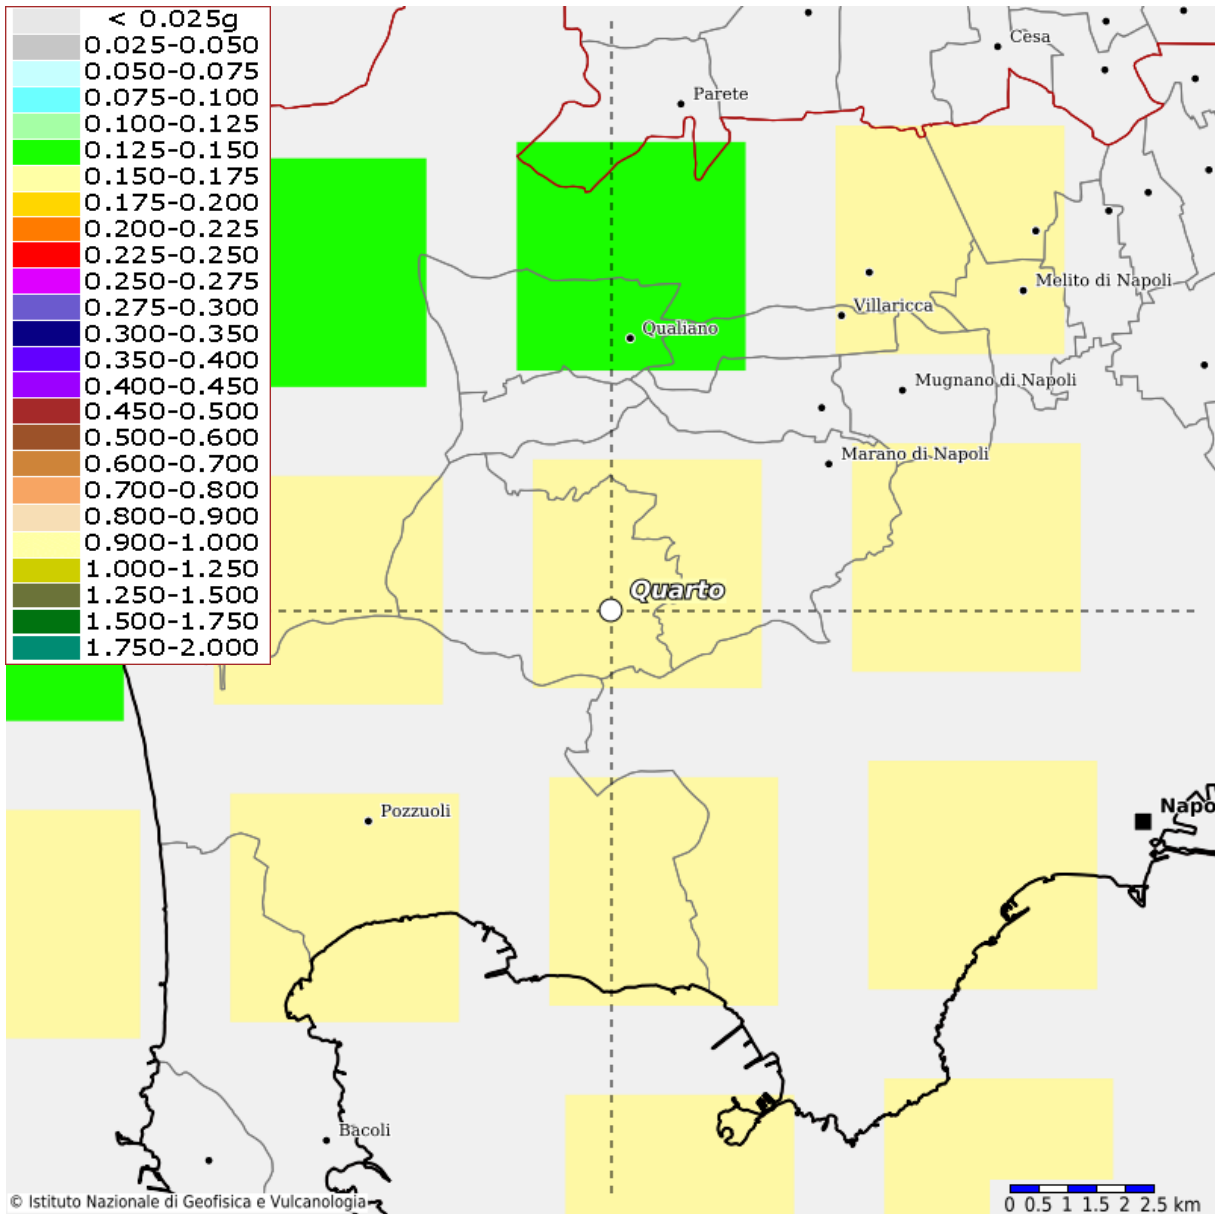 < 0.025g
0.025-0.050
0.050-0.075
0.075-0.100
0.100-0.125
0.125-0.150
0.150-0.175
0.175-0.200
0.200-0.225
0.225-0.250
0.250-0.275
0.275-0.300
0.300-0.350
0.350-0.400
0.400-0.450
0.450-0.500
0.500-0.600
0.600-0.700
0.700-0.800
0.800-0.900
0.900-1.000
1.000-1.250
1.250-1.500
1.500-1.750
1.750-2.000
Cesa
Parete
Melito di Napoli
Villaricca
Qualiano
Mugnano di Napoli
Marano di Napoli
Quarto
Pozzuoli
Napo
Bacoli
© Istituto Nazionale di Geofisica e Vulcanologia
0 0.5 1 1.5 2 2.5 km